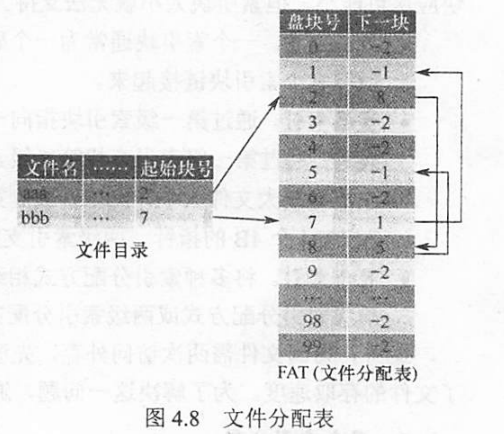 盘块号 下一块
0 -2
1 -1
2 8
3 -2
4 -2
5 -1
6 -2
7 1
8 5
9 -2
… …
98 -2
99 -2
文件名 …… 起始块号
aaa … 2
bbb … 7
文件目录
FAT (文件分配表)
图 4.8 文件分配表